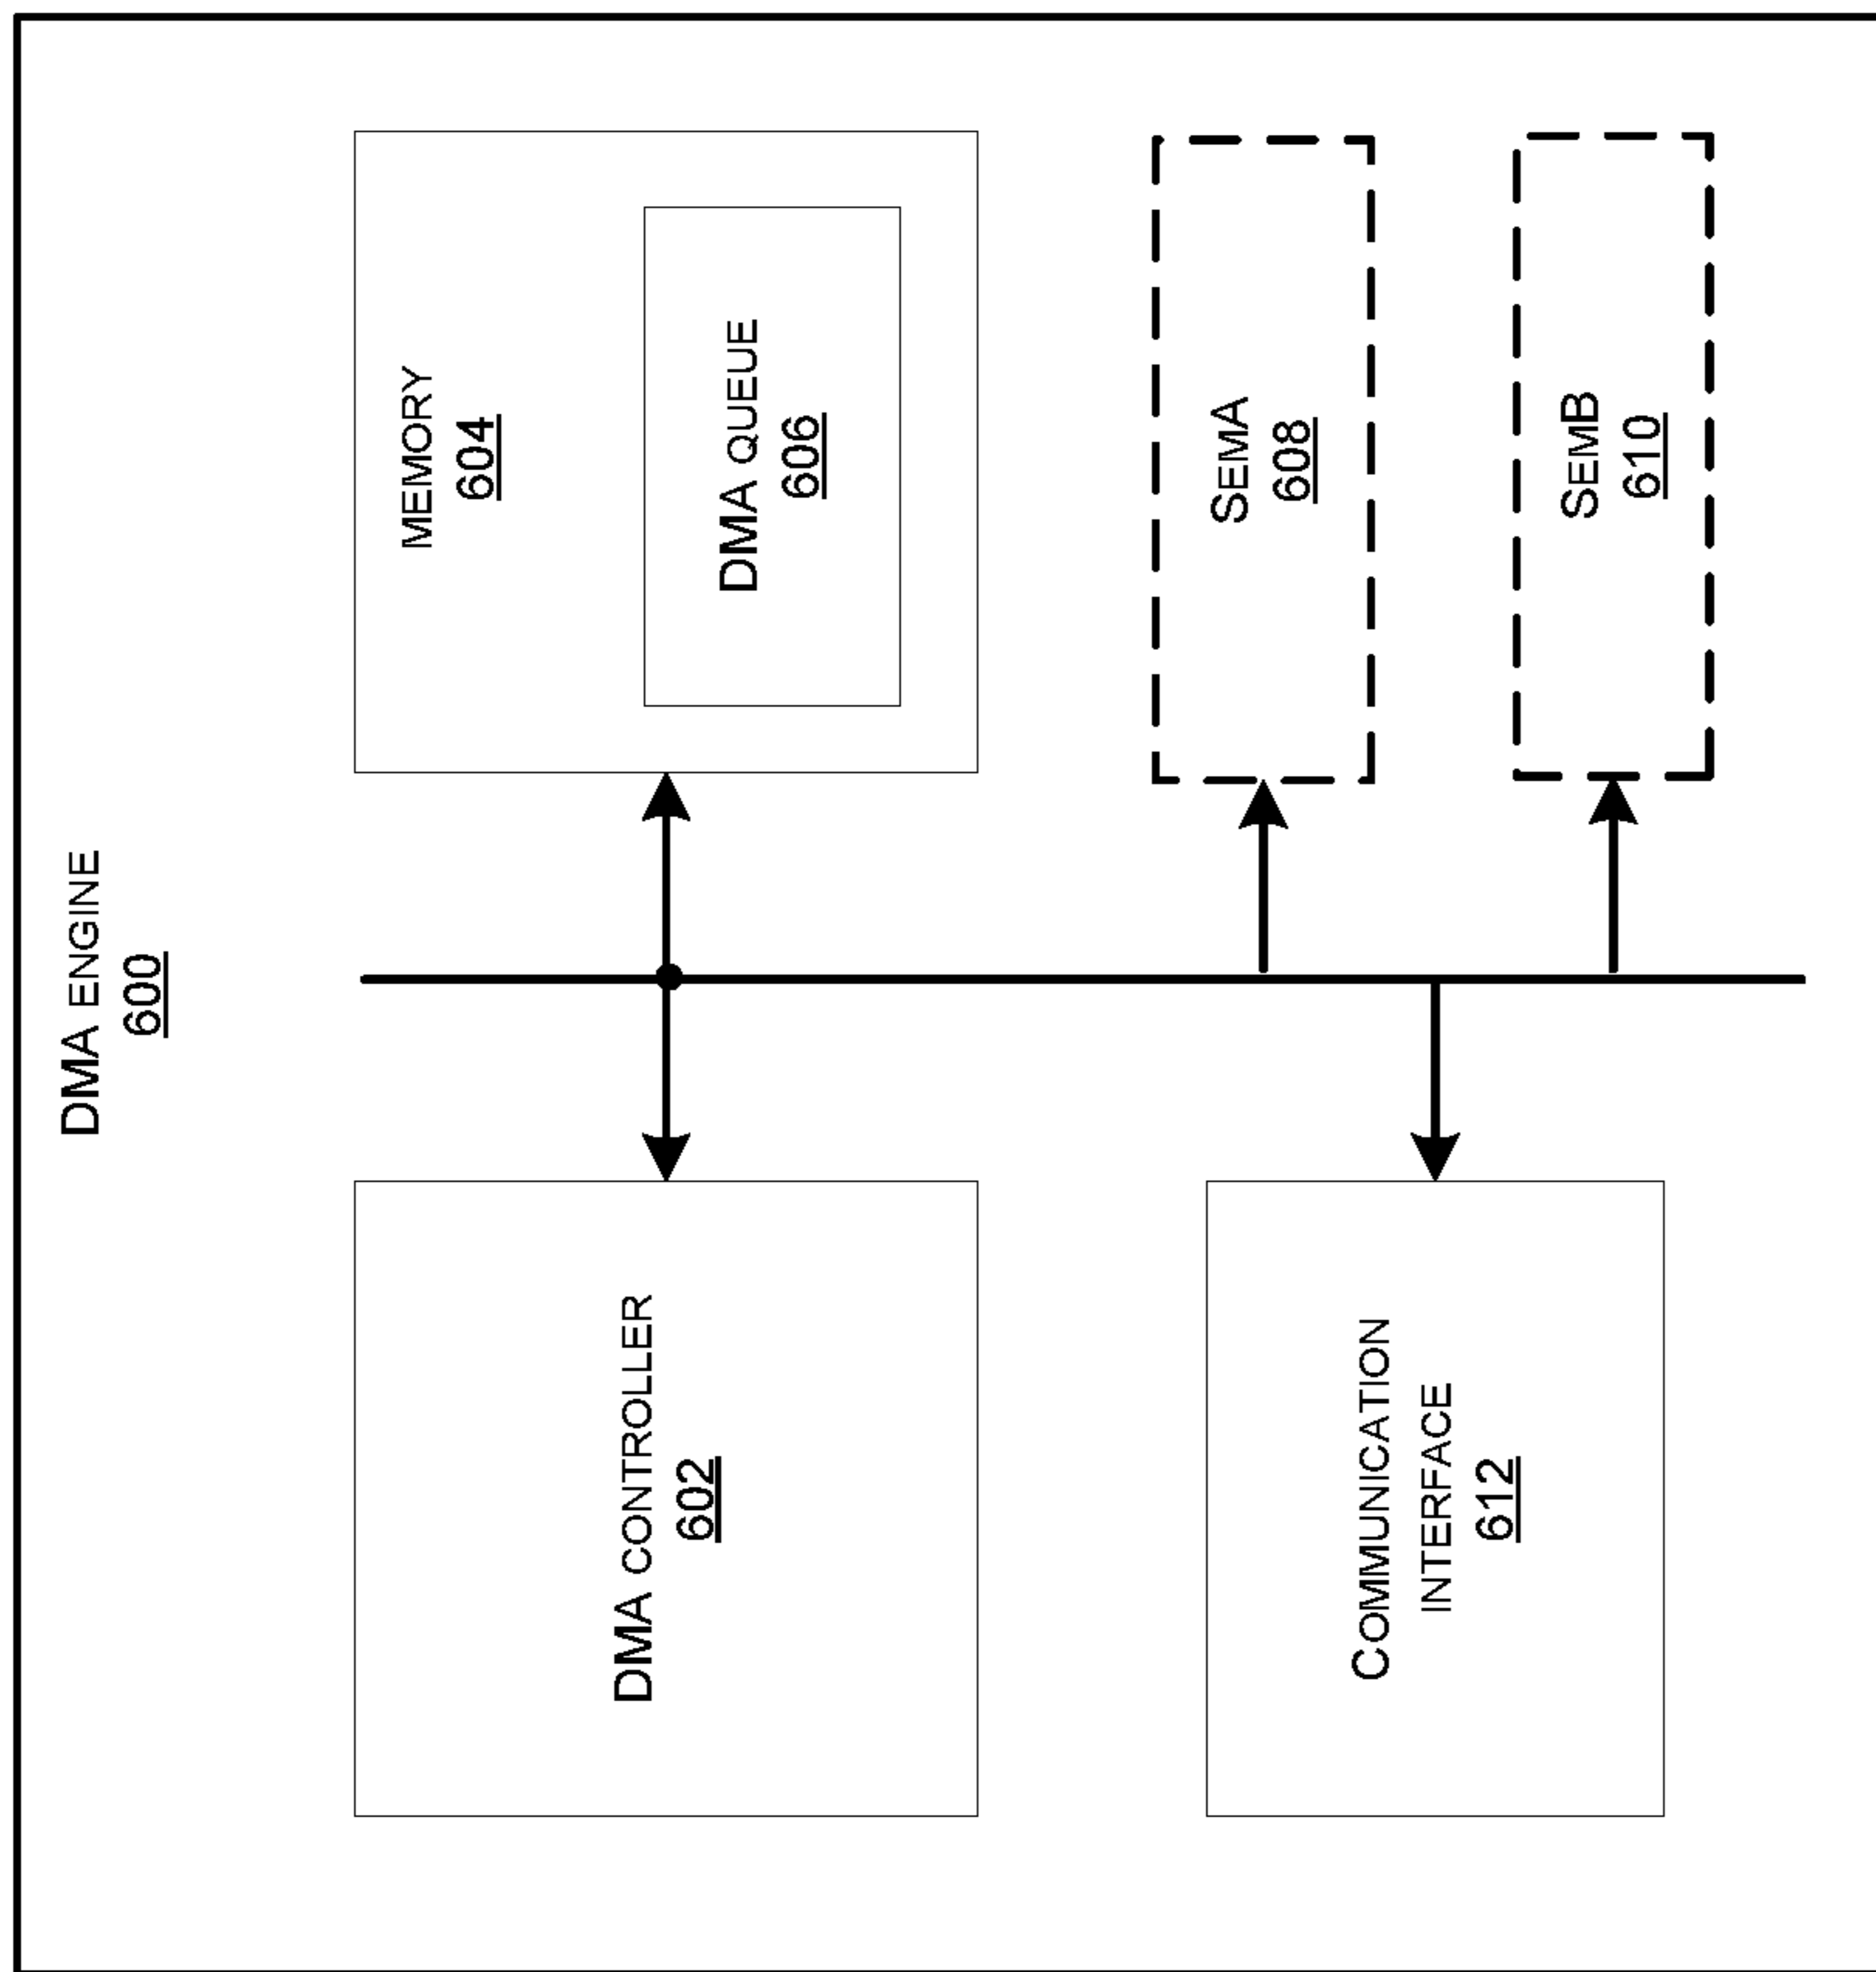 DMA ENGINE
600
DMA CONTROLLER
602
MEMORY
604
DMA QUEUE
606
COMMUNICATION
INTERFACE
612
SEMA
608
SEMB
610